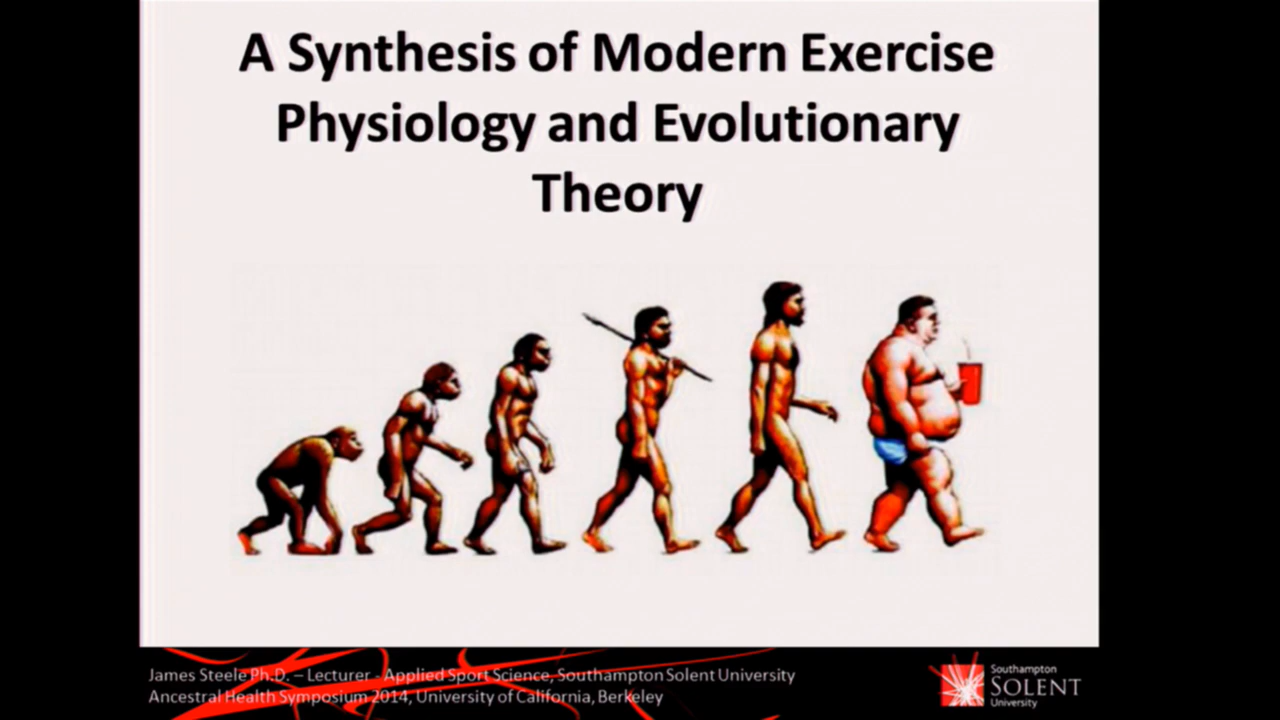 A Synthesis of Modern Exercise
Physiology and Evolutionary
Theory
James Steele Ph.D. – Lecturer - Applied Sport Science, Southampton Solent University
Ancestral Health Symposium 2014, University of California, Berkeley
Southampton
SOLENT
University